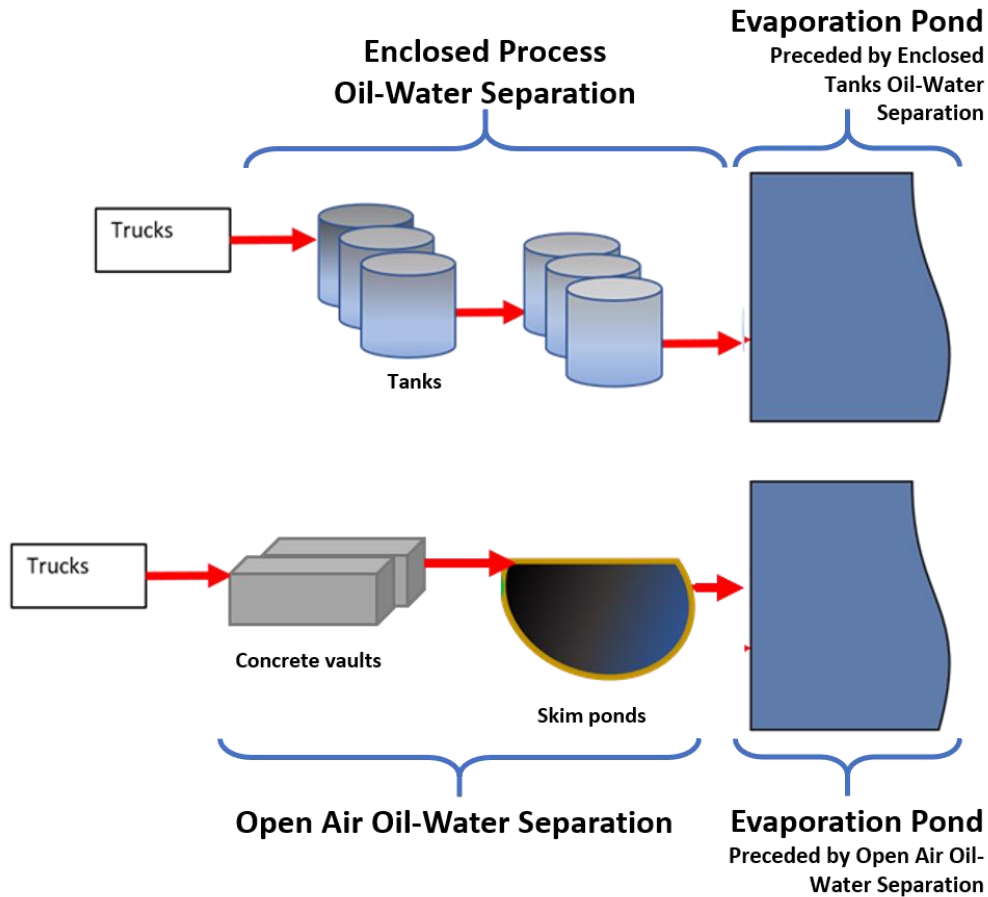 Enclosed Process
Oil-Water Separation
Evaporation Pond
Preceded by Enclosed
Tanks Oil-Water
Separation
Trucks
Tanks
Trucks
Concrete vaults
Skim ponds
Open Air Oil-Water Separation
Evaporation Pond
Preceded by Open Air Oil-
Water Separation